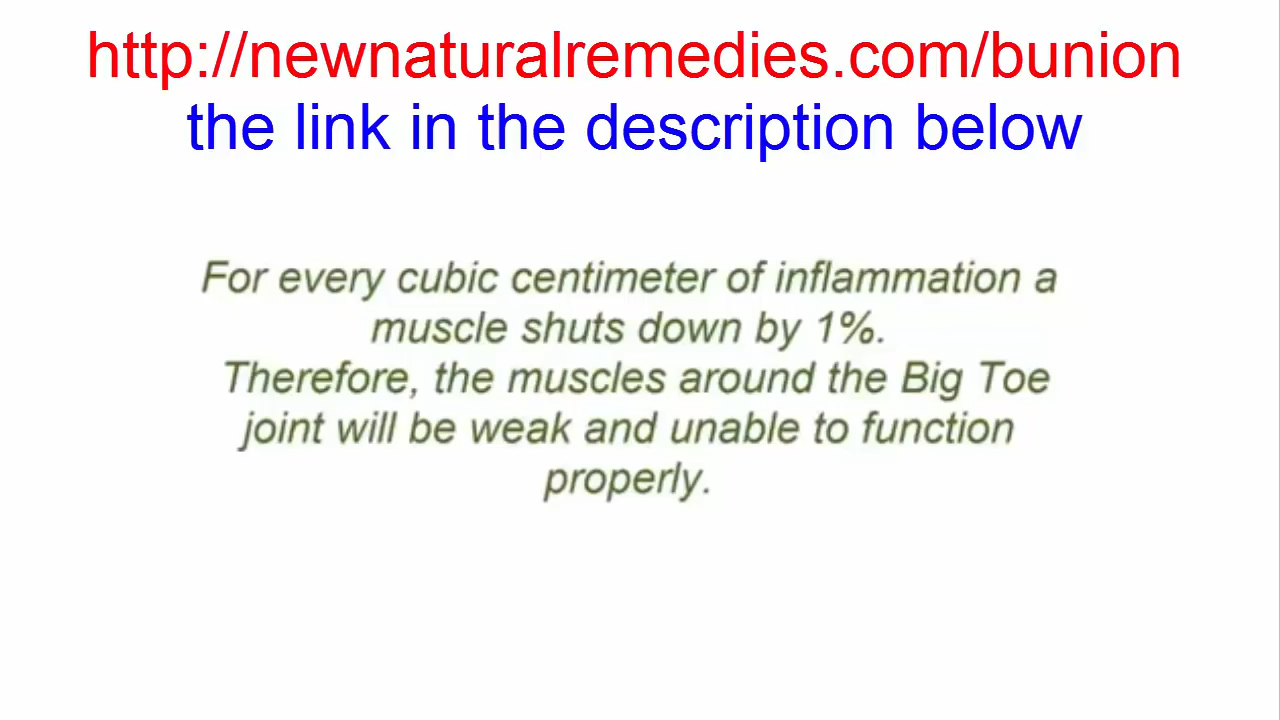 http://newnaturalremedies.com/bunion
the link in the description below
For every cubic centimeter of inflammation a
muscle shuts down by 1%.
Therefore, the muscles around the Big Toe
joint will be weak and unable to function
properly.